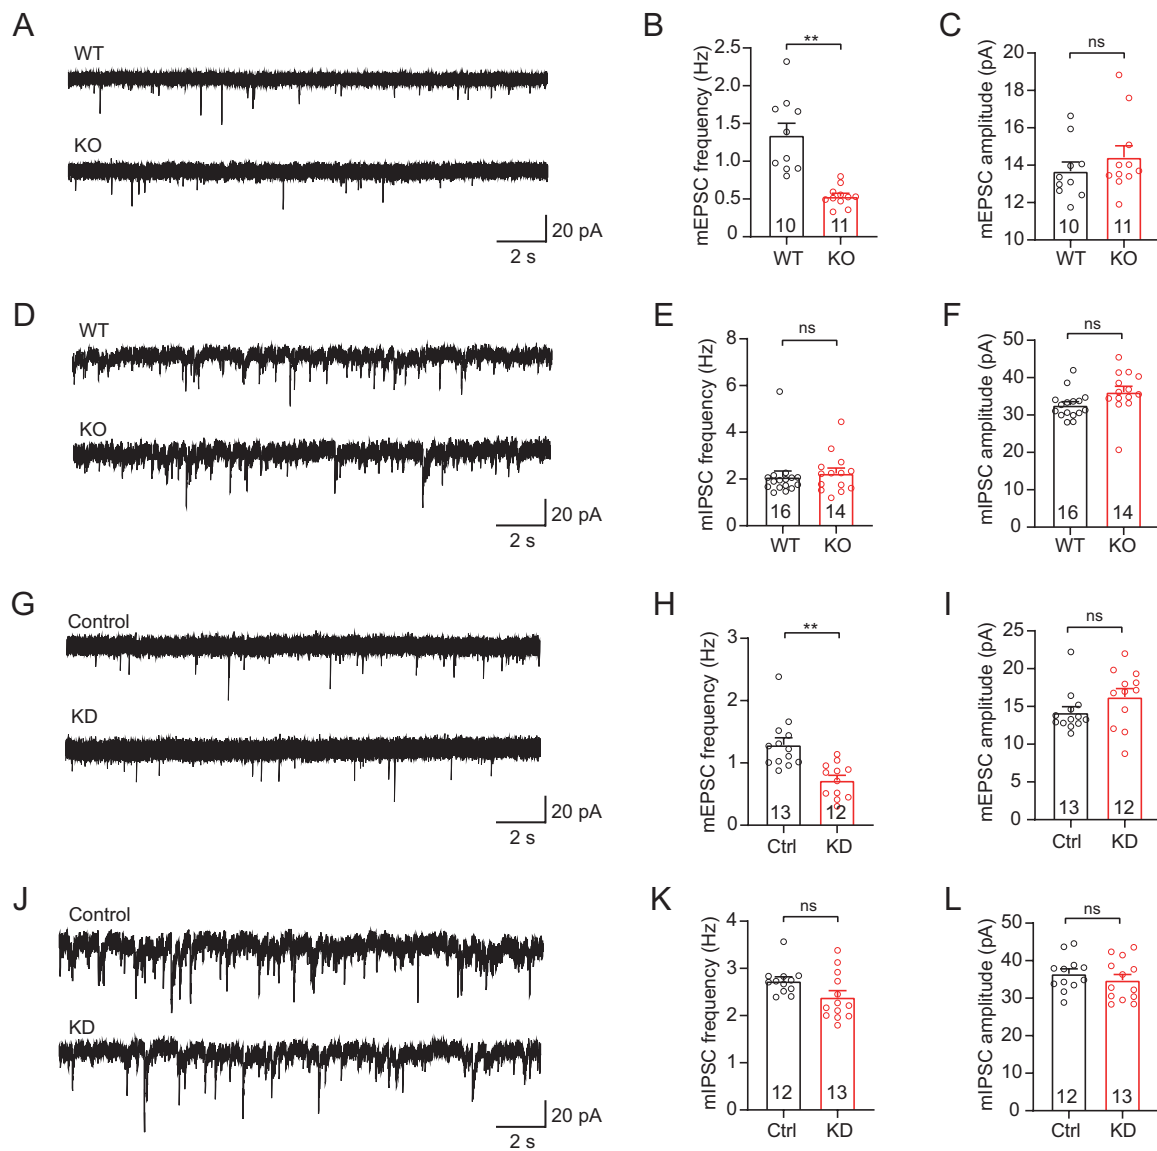 A
WT
KO
20 pA
2 s
B
mEPSC frequency (Hz)
2.5
2.0
1.5
1.0
0.5
0
**
10
11
WT
KO
C
mEPSC amplitude (pA)
20
18
16
14
12
10
ns
10
11
WT
KO
D
WT
KO
20 pA
2 s
E
mIPSC frequency (Hz)
8
6
4
2
0
ns
16
14
WT
KO
F
mIPSC amplitude (pA)
50
40
30
20
10
0
ns
16
14
WT
KO
G
Control
KD
20 pA
2 s
H
mEPSC frequency (Hz)
3
2
1
0
**
13
12
Ctrl
KD
I
mEPSC amplitude (pA)
25
20
15
10
5
0
ns
13
12
Ctrl
KD
J
Control
KD
20 pA
2 s
K
mIPSC frequency (Hz)
4
3
2
1
0
ns
12
13
Ctrl
KD
L
mIPSC amplitude (pA)
50
40
30
20
10
0
ns
12
13
Ctrl
KD